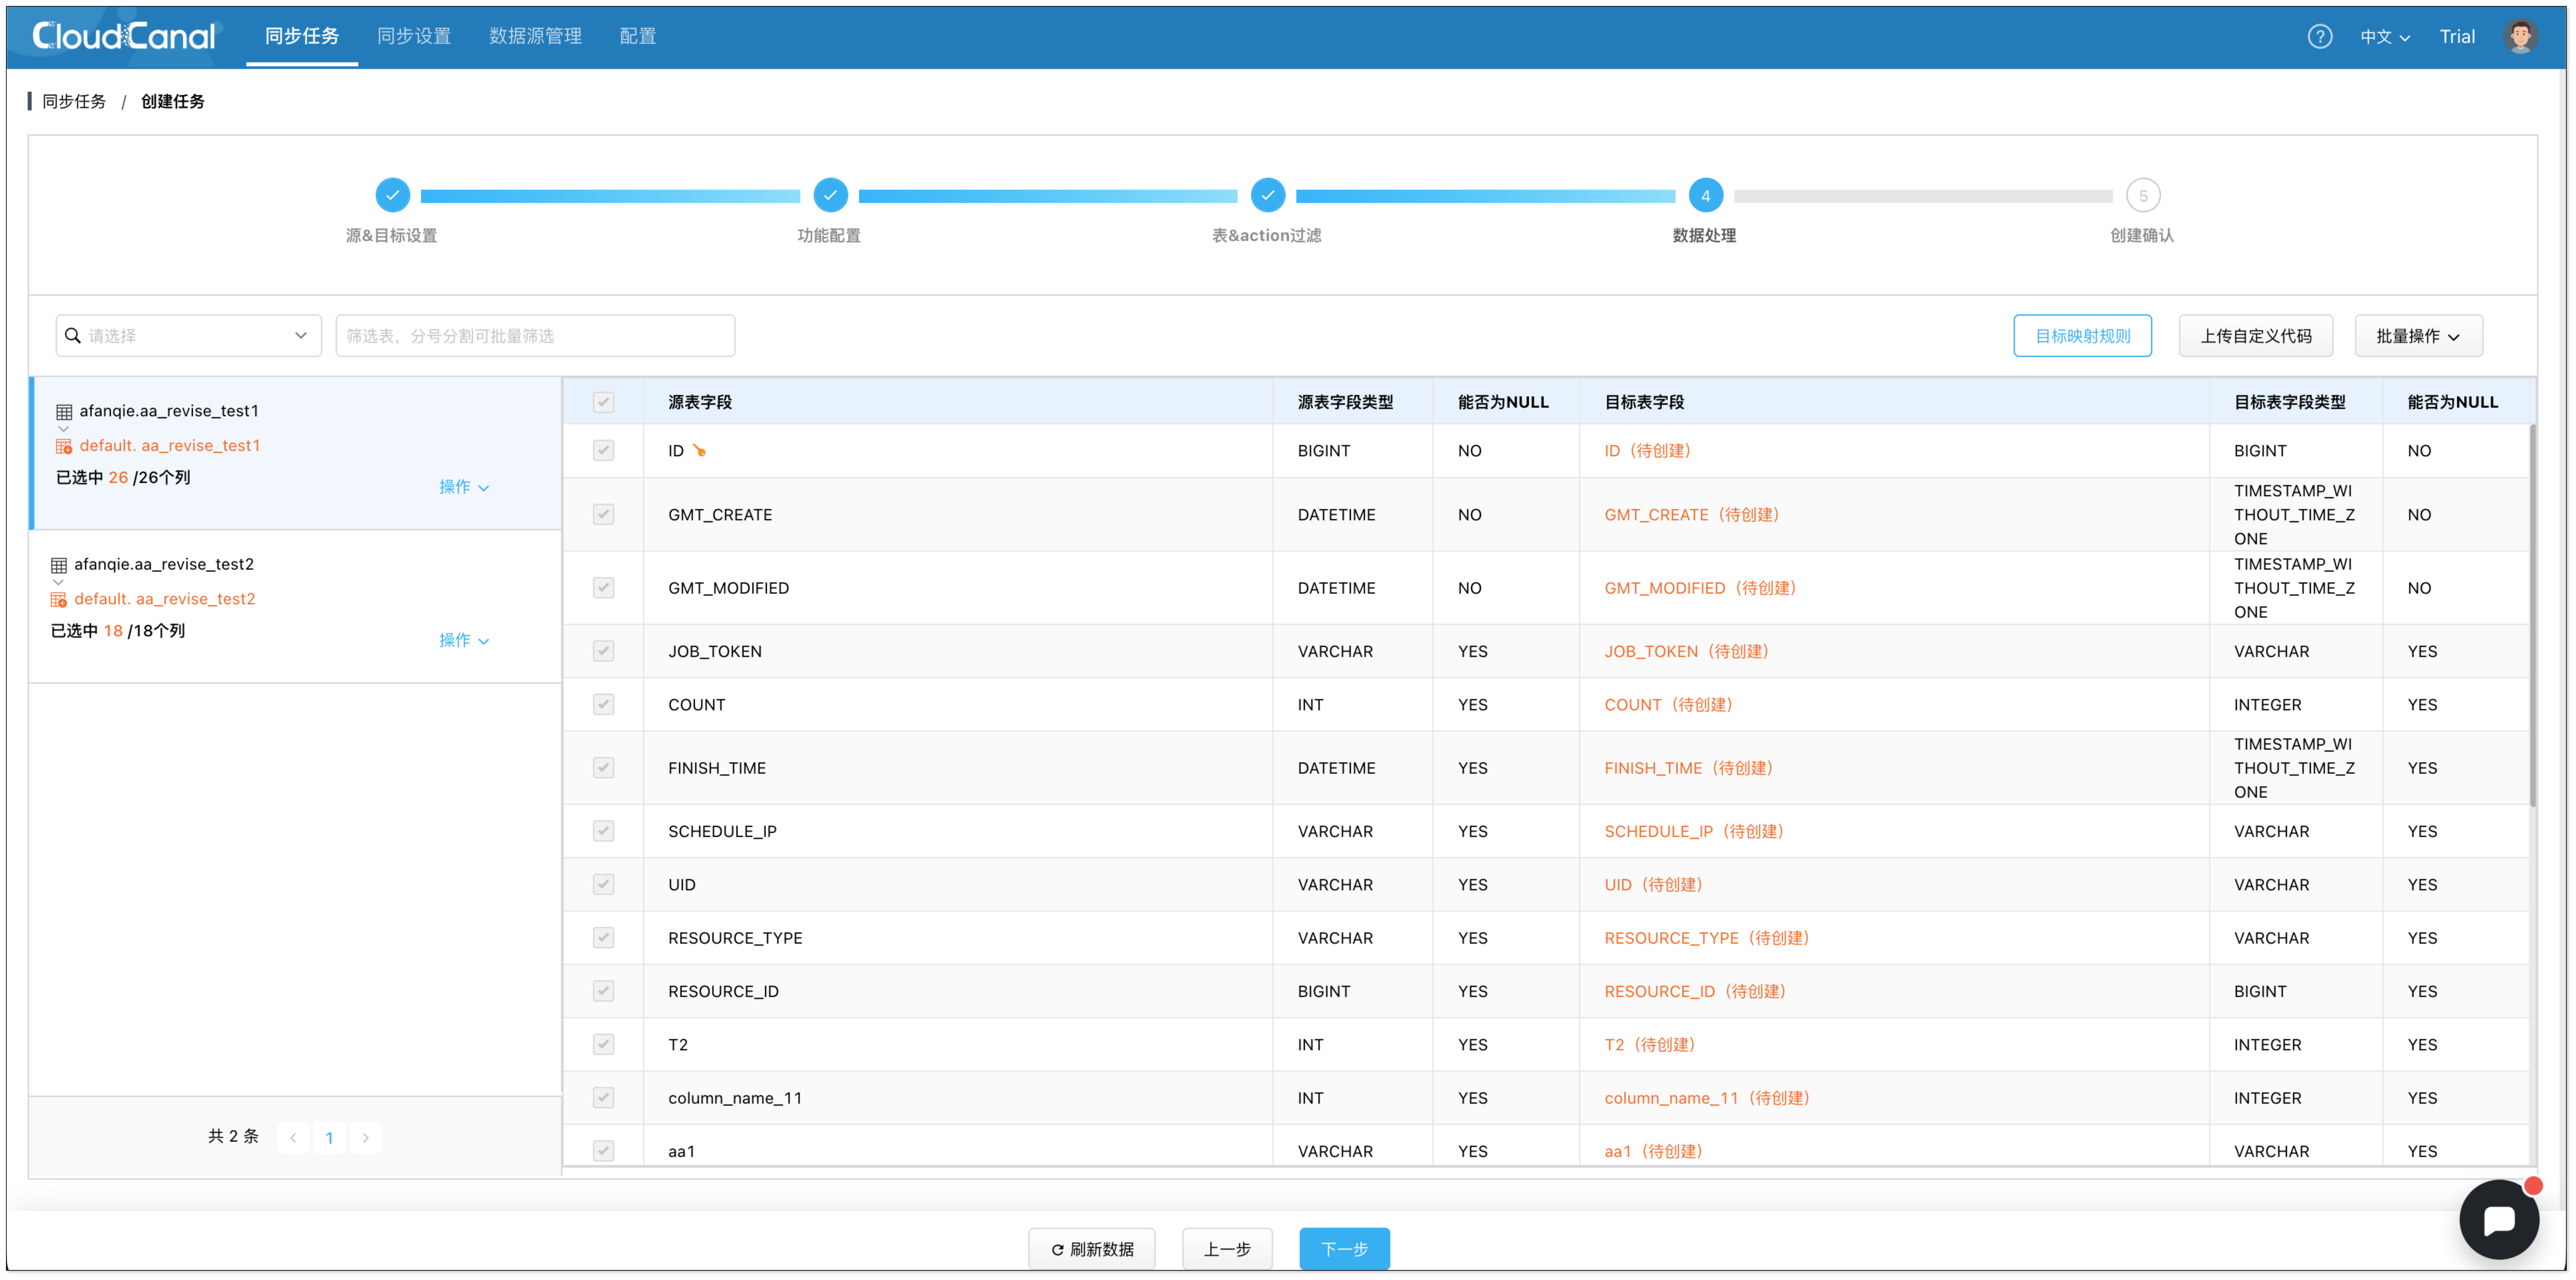 CloudCanal 同步任务 同步设置 数据源管理 配置 ? 中文 Trial
同步任务 / 创建任务
4 5
源&目标设置 功能配置 表&action过滤 数据处理 创建确认
请选择 筛选表，分号分割可批量筛选 目标映射规则 上传自定义代码 批量操作
afanqie.aa_revise_test1
default. aa_revise_test1
已选中 26 /26个列
操作
afanqie.aa_revise_test2
default. aa_revise_test2
已选中 18 /18个列
操作
共 2 条 < 1 >
源表字段 源表字段类型 能否为NULL 目标表字段 目标表字段类型 能否为NULL
ID BIGINT NO ID（待创建） BIGINT NO
GMT_CREATE DATETIME NO GMT_CREATE（待创建） TIMESTAMP_WI
THOUT_TIME_Z
ONE NO
GMT_MODIFIED DATETIME NO GMT_MODIFIED（待创建） TIMESTAMP_WI
THOUT_TIME_Z
ONE NO
JOB_TOKEN VARCHAR YES JOB_TOKEN（待创建） VARCHAR YES
COUNT INT YES COUNT（待创建） INTEGER YES
FINISH_TIME DATETIME YES FINISH_TIME（待创建） TIMESTAMP_WI
THOUT_TIME_Z
ONE YES
SCHEDULE_IP VARCHAR YES SCHEDULE_IP（待创建） VARCHAR YES
UID VARCHAR YES UID（待创建） VARCHAR YES
RESOURCE_TYPE VARCHAR YES RESOURCE_TYPE（待创建） VARCHAR YES
RESOURCE_ID BIGINT YES RESOURCE_ID（待创建） BIGINT YES
T2 INT YES T2（待创建） INTEGER YES
column_name_11 INT YES column_name_11（待创建） INTEGER YES
aa1 VARCHAR YES aa1（待创建） VARCHAR YES
刷新数据 上一步 下一步